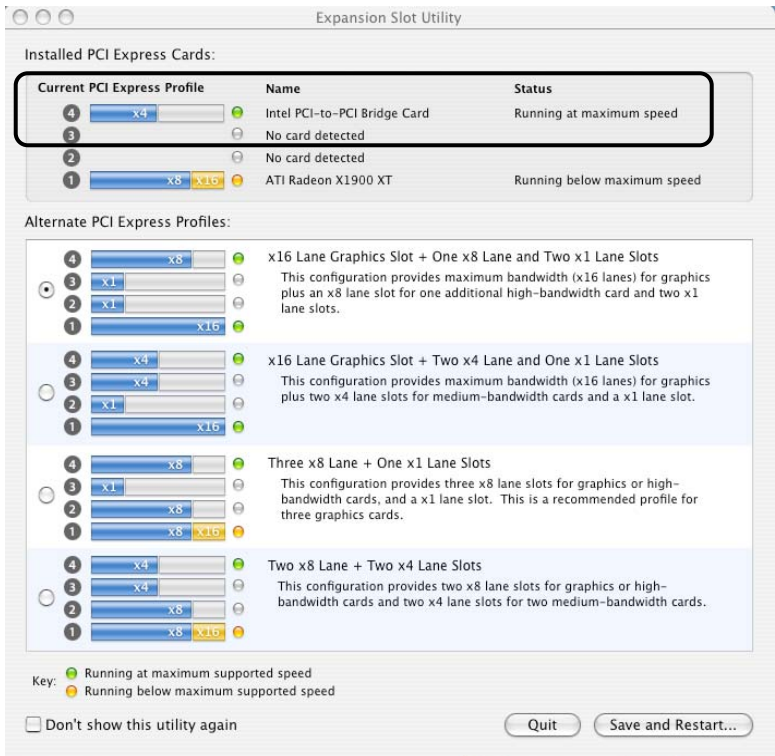 Expansion Slot Utility
Installed PCI Express Cards:
Current PCI Express Profile Name Status
4 x4 Intel PCI-to-PCI Bridge Card Running at maximum speed
3 No card detected
2 No card detected
1 x8 x16 ATI Radeon X1900 XT Running below maximum speed
Alternate PCI Express Profiles:
4 x8 x16 Lane Graphics Slot + One x8 Lane and Two x1 Lane Slots
3 x1 This configuration provides maximum bandwidth (x16 lanes) for graphics
2 x1 plus an x8 lane slot for one additional high-bandwidth card and two x1
1 x16 lane slots.
4 x4 x16 Lane Graphics Slot + Two x4 Lane and One x1 Lane Slots
3 x4 This configuration provides maximum bandwidth (x16 lanes) for graphics
2 x1 plus two x4 lane slots for medium-bandwidth cards and a x1 lane slot.
1 x16
4 x8 Three x8 Lane + One x1 Lane Slots
3 x1 This configuration provides three x8 lane slots for graphics or high-
2 x8 bandwidth cards, and a x1 lane slot. This is a recommended profile for
1 x8 x16 three graphics cards.
4 x4 Two x8 Lane + Two x4 Lane Slots
3 x4 This configuration provides two x8 lane slots for graphics or high-
2 x8 bandwidth cards and two x4 lane slots for two medium-bandwidth cards.
1 x8 x16
Key: Running at maximum supported speed
Running below maximum supported speed
Don't show this utility again Quit Save and Restart...